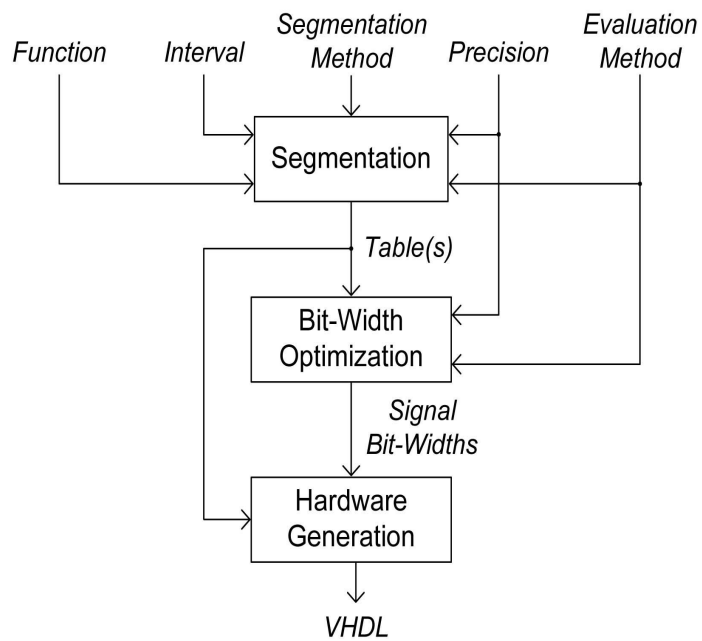 Function
Interval
Segmentation
Method
Precision
Evaluation
Method
Segmentation
Table(s)
Bit-Width
Optimization
Signal
Bit-Widths
Hardware
Generation
VHDL